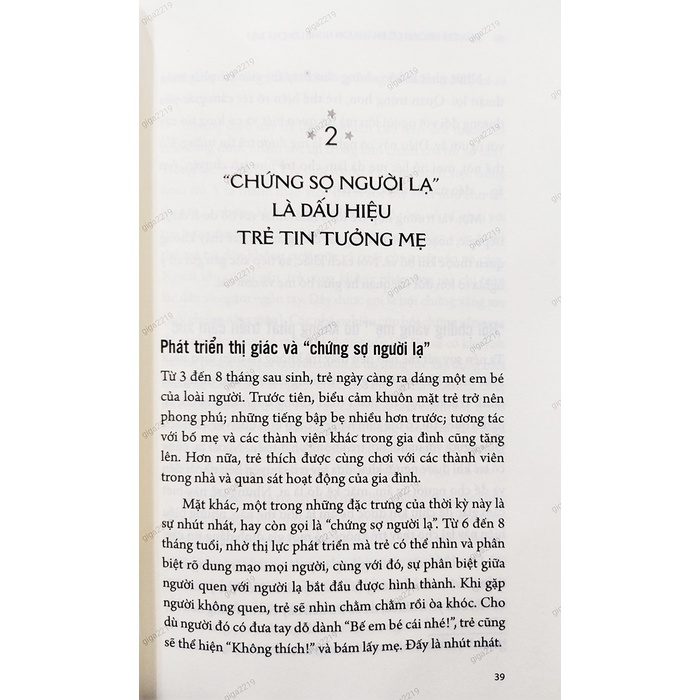 2
“CHỨNG SỢ NGƯỜI LẠ”
LÀ DẤU HIỆU
TRẺ TIN TƯỞNG MẸ
Phát triển thị giác và “chứng sợ người lạ”
Từ 3 đến 8 tháng sau sinh, trẻ ngày càng ra dáng một em bé
của loài người. Trước tiên, biểu cảm khuôn mặt trẻ trở nên
phong phú; những tiếng bập bẹ nhiều hơn trước; tương tác
với bố mẹ và các thành viên khác trong gia đình cũng tăng
lên. Hơn nữa, trẻ thích được cùng chơi với các thành viên
trong nhà và quan sát hoạt động của gia đình.
Mặt khác, một trong những đặc trưng của thời kỳ này là
sự nhút nhát, hay còn gọi là “chứng sợ người lạ”. Từ 6 đến 8
tháng tuổi, nhờ thị lực phát triển mà trẻ có thể nhìn và phân
biệt rõ dung mạo mọi người, cùng với đó, sự phân biệt giữa
người quen với người lạ bắt đầu được hình thành. Khi gặp
người không quen, trẻ sẽ nhìn chằm chằm rồi òa khóc. Cho
dù người đó có đưa tay dỗ dành “Bế em bé cái nhé!”, trẻ cũng
sẽ thể hiện “Không thích!” và bám lấy mẹ. Đấy là nhút nhát.
39
giga2219